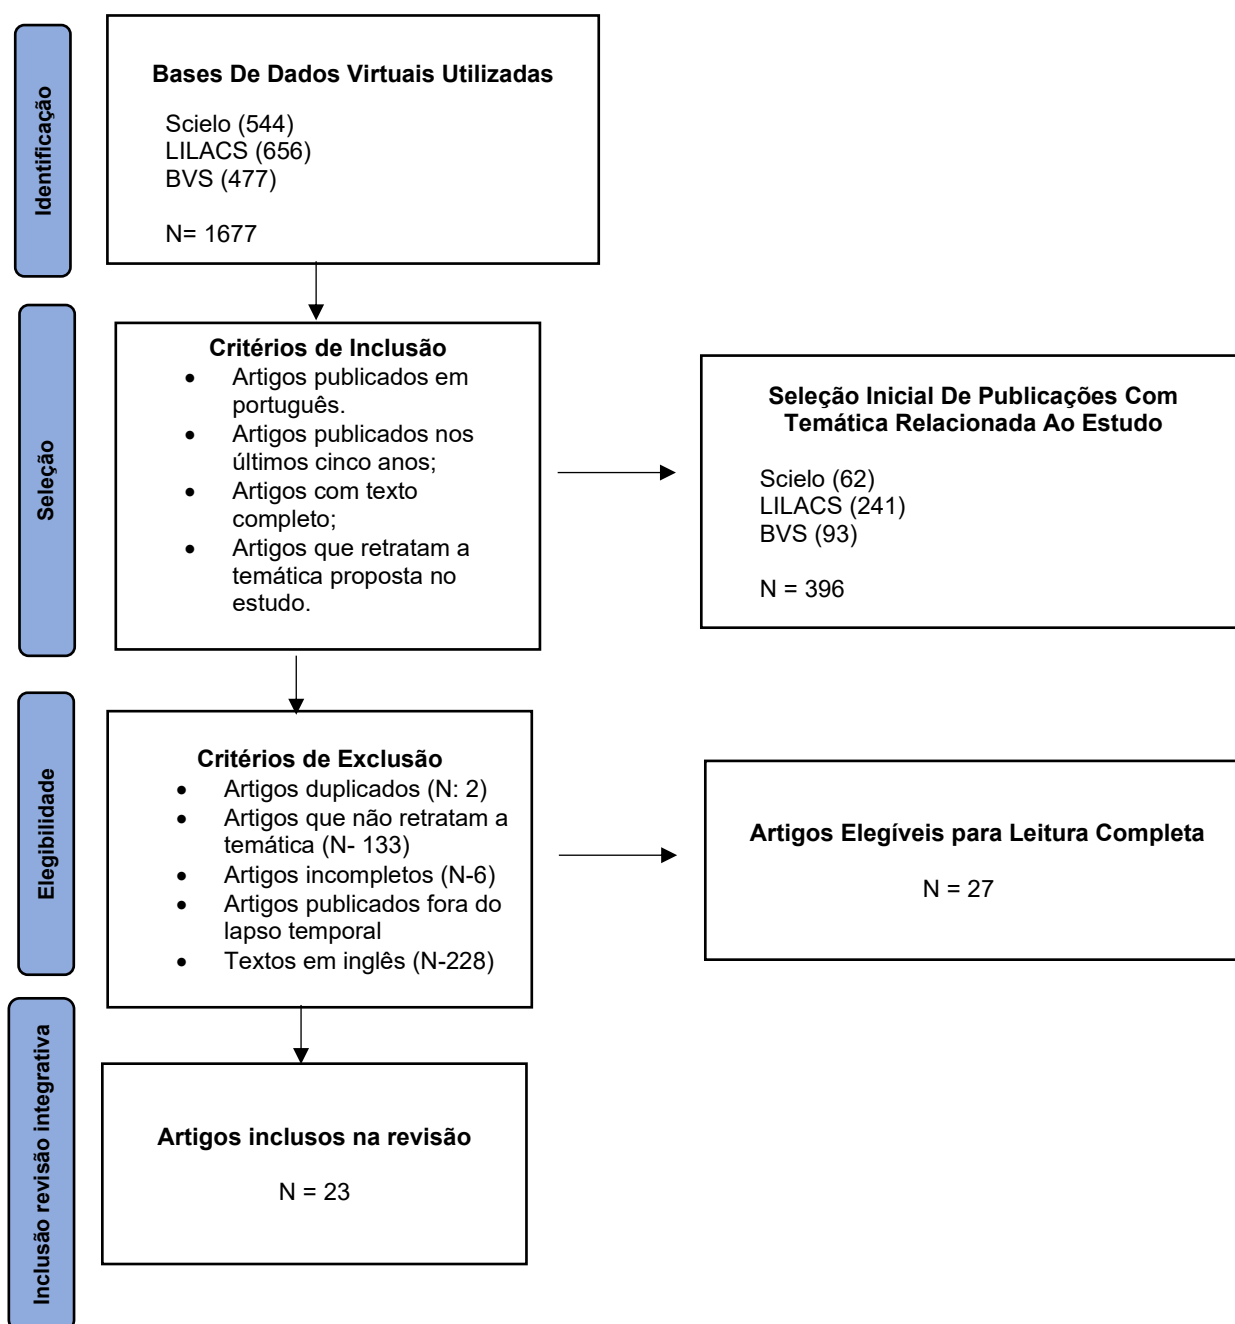 Identificação
Bases De Dados Virtuais Utilizadas
Scielo (544)
LILACS (656)
BVS (477)
N= 1677
Seleção
Critérios de Inclusão
• Artigos publicados em
português.
• Artigos publicados nos
últimos cinco anos;
• Artigos com texto
completo;
• Artigos que retratam a
temática proposta no
estudo.
Seleção Inicial De Publicações Com
Temática Relacionada Ao Estudo
Scielo (62)
LILACS (241)
BVS (93)
N = 396
Elegibilidade
Critérios de Exclusão
• Artigos duplicados (N: 2)
• Artigos que não retratam a
temática (N- 133)
• Artigos incompletos (N-6)
• Artigos publicados fora do
lapso temporal
• Textos em inglês (N-228)
Artigos Elegíveis para Leitura Completa
N = 27
Inclusão revisão integrativa
Artigos inclusos na revisão
N = 23